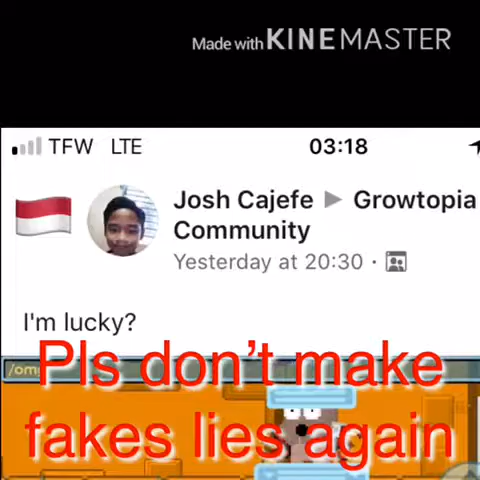 Made with KINEMASTER
TFW LTE 03:18
Josh Cajefe ▶ Growtopia
Community
Yesterday at 20:30 ·
I'm lucky?
Pls don't make
fakes lies again